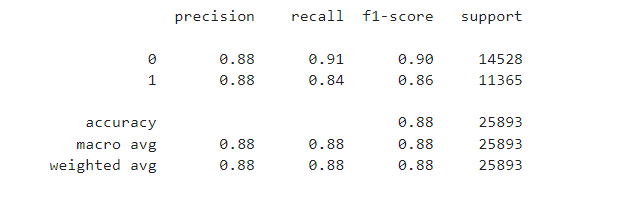 precision recall f1-score support
0 0.88 0.91 0.90 14528
1 0.88 0.84 0.86 11365
accuracy 0.88 25893
macro avg 0.88 0.88 0.88 25893
weighted avg 0.88 0.88 0.88 25893